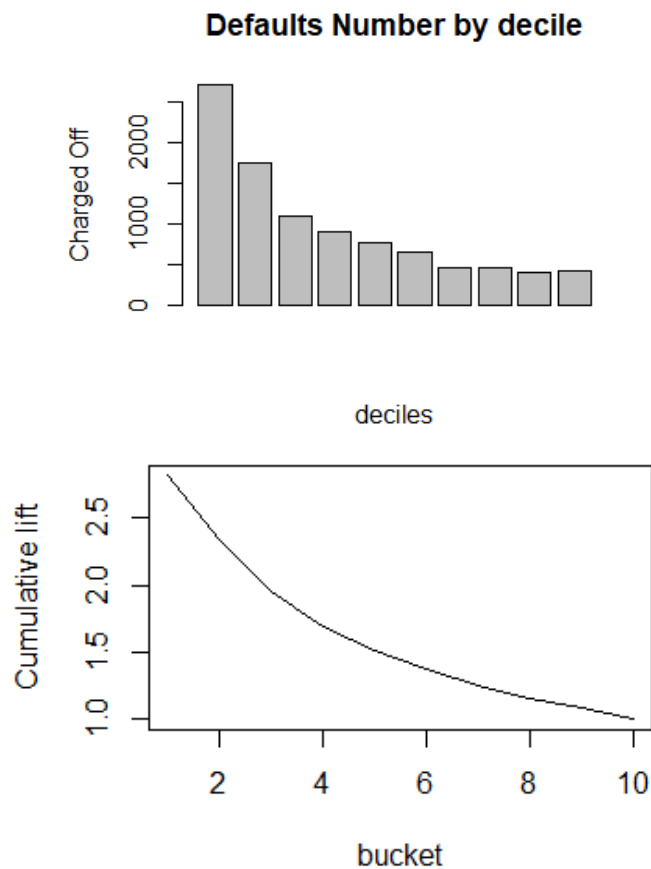 Defaults Number by decile
Charged Off
2000
1000
0
deciles
Cumulative lift
2.5
2.0
1.5
1.0
2 4 6 8 10
bucket